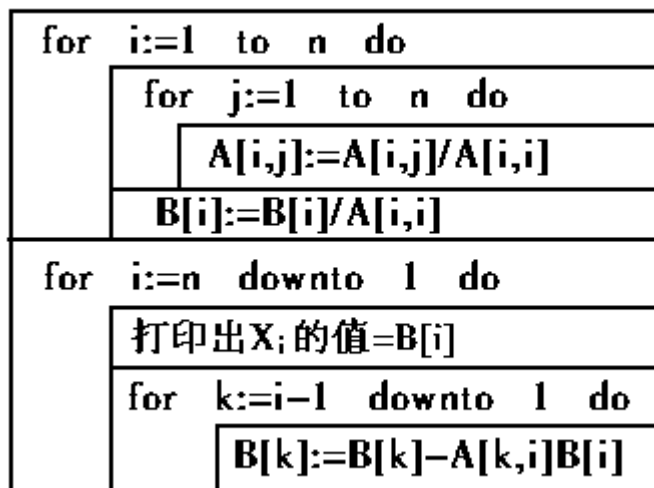 for i:=1 to n do
for j:=1 to n do
A[i,j]:=A[i,j]/A[i,i]
B[i]:=B[i]/A[i,i]
for i:=n downto 1 do
打印出Xi的值=B[i]
for k:=i-1 downto 1 do
B[k]:=B[k]-A[k,i]B[i]